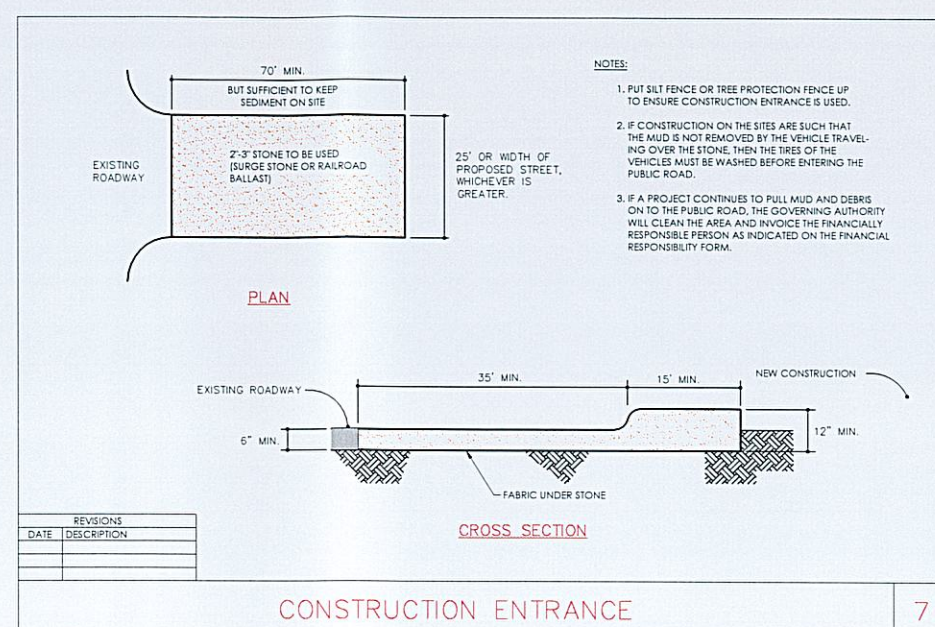 70' MIN.
BUT SUFFICIENT TO KEEP
SEDIMENT ON SITE
EXISTING
ROADWAY
2"-3" STONE TO BE USED
(SURGE STONE OR RAILROAD
BALLAST)
25' OR WIDTH OF
PROPOSED STREET,
WHICHEVER IS
GREATER.
PLAN
NOTES:
1. PUT SILT FENCE OR TREE PROTECTION FENCE UP
TO ENSURE CONSTRUCTION ENTRANCE IS USED.
2. IF CONSTRUCTION ON THE SITES ARE SUCH THAT
THE MUD IS NOT REMOVED BY THE VEHICLE TRAVEL-
ING OVER THE STONE, THEN THE TIRES OF THE
VEHICLES MUST BE WASHED BEFORE ENTERING THE
PUBLIC ROAD.
3. IF A PROJECT CONTINUES TO PULL MUD AND DEBRIS
ON TO THE PUBLIC ROAD, THE GOVERNING AUTHORITY
WILL CLEAN THE AREA AND INVOICE THE FINANCIALLY
RESPONSIBLE PERSON AS INDICATED ON THE FINANCIAL
RESPONSIBILITY FORM.
EXISTING ROADWAY
35' MIN.
15' MIN.
NEW CONSTRUCTION
6" MIN.
12" MIN.
FABRIC UNDER STONE
CROSS SECTION
REVISIONS
DATE DESCRIPTION
CONSTRUCTION ENTRANCE
7